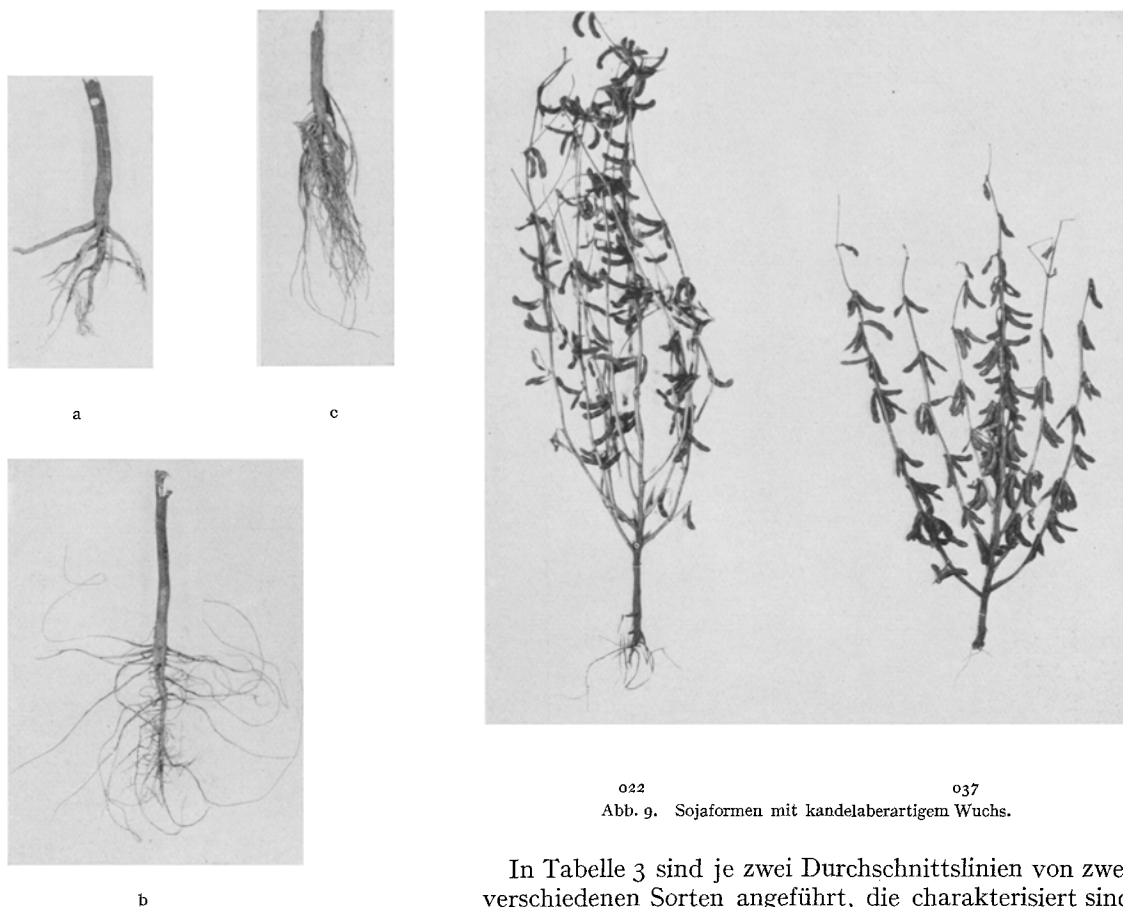 a
c
b
022
037
Abb. 9. Sojaformen mit kandelaberartigem Wuchs.
In Tabelle 3 sind je zwei Durchschnittslinien von zwe
verschiedenen Sorten angeführt, die charakterisiert sind